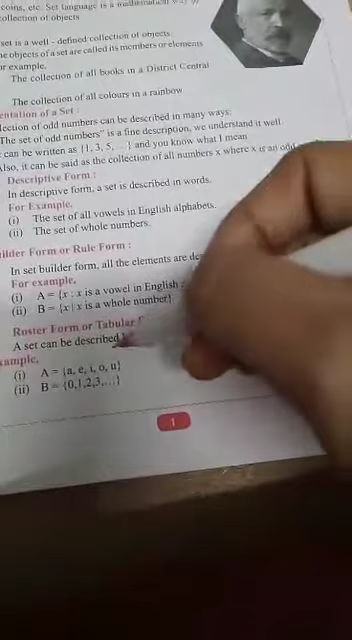 coins, etc. Set language is a mathematical way
collection of objects
set is a well - defined collection of objects
he objects of a set are called its members or elements
or example,
The collection of all books in a District Central
The collection of all colours in a rainbow
entation of a Set :
lection of odd numbers can be described in many ways:
"The set of odd numbers" is a fine description, we understand it well
can be written as {1, 3, 5, …} and you know what I mean
Also, it can be said as the collection of all numbers x where x is an odd
Descriptive Form :
In descriptive form, a set is described in words.
For Example,
(i) The set of all vowels in English alphabets.
(ii) The set of whole numbers.
uilder Form or Rule Form :
In set builder form, all the elements are de
For example,
(i) A = {x : x is a vowel in English
(ii) B = {x | x is a whole number}
Roster Form or Tabular
A set can be described
xample,
(i) A = {a, e, i, o, u}
(ii) B = {0,1,2,3,…}
1